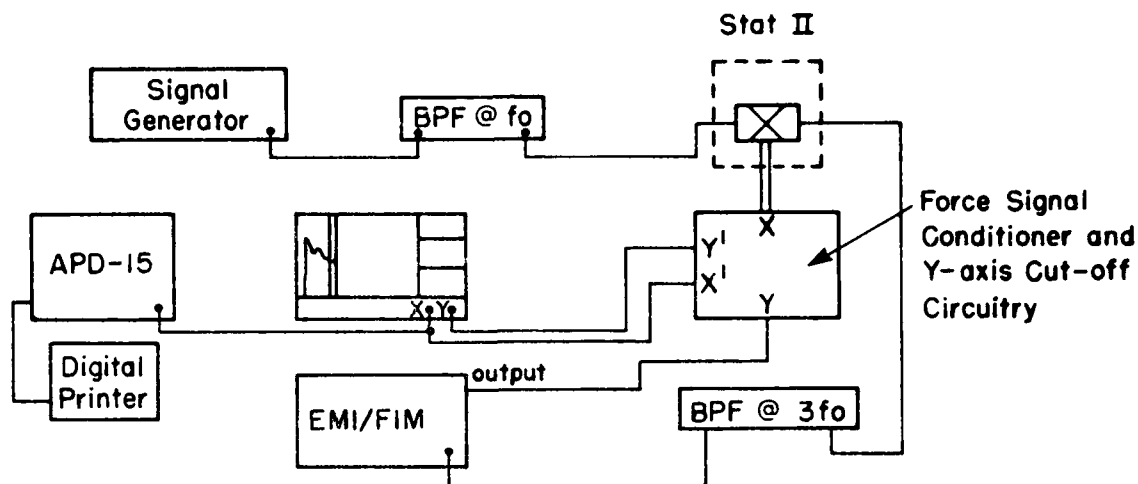 Stat II
Signal
Generator
BPF @ fo
APD-15
X Y
Y'
X'
X
Y
Force Signal
Conditioner and
Y-axis Cut-off
Circuitry
Digital
Printer
output
EMI/FIM
BPF @ 3fo